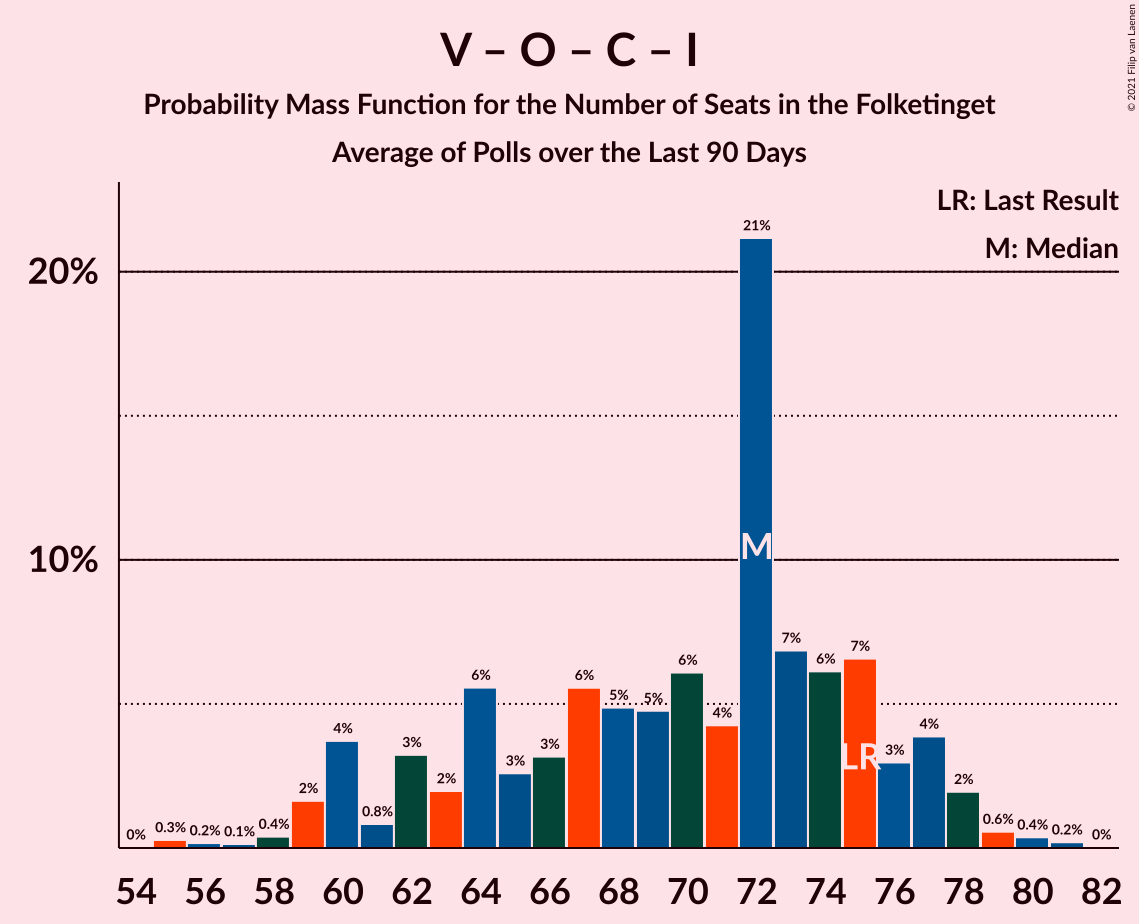 V – O – C – I
Probability Mass Function for the Number of Seats in the Folketinget
Average of Polls over the Last 90 Days
© 2021 Filip van Laenen
LR: Last Result
M: Median
20%
10%
0% 0.3% 0.2% 0.1% 0.4% 2% 4% 0.8% 3% 2% 6% 3% 3% 6% 5% 5% 6% 4% 21% 7% 6% 7% 3% 4% 2% 0.6% 0.4% 0.2% 0%
M
LR
54 56 58 60 62 64 66 68 70 72 74 76 78 80 82